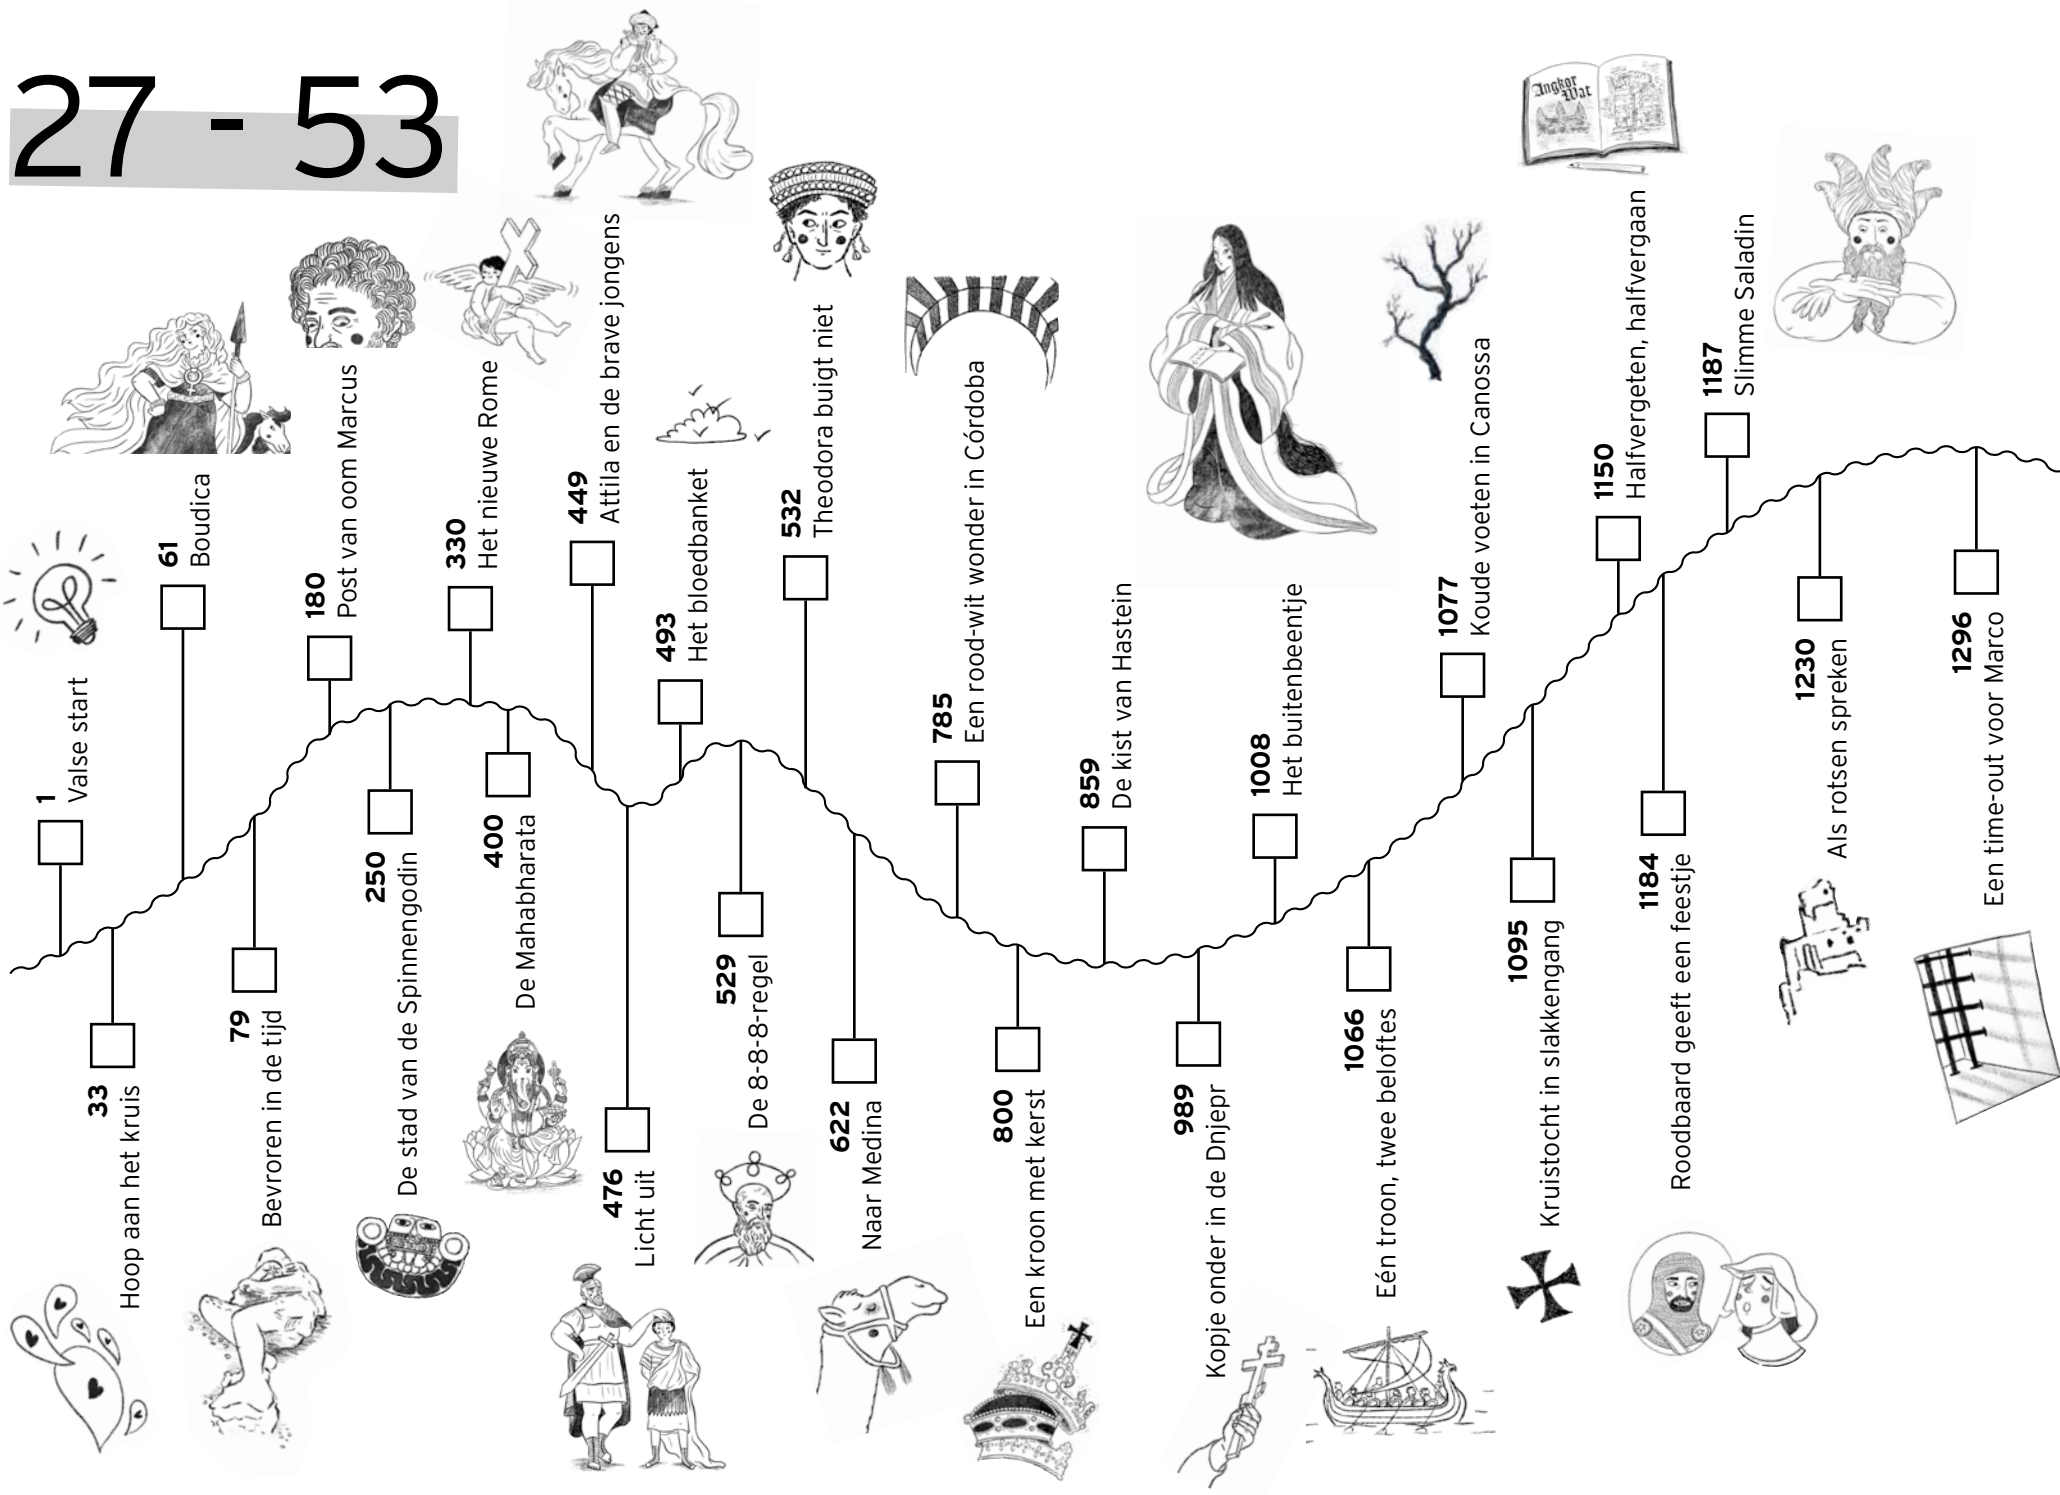 27 - 53
1
Valse start
33
Hoop aan het kruis
61
Boudica
79
Bevroren in de tijd
180
Post van oom Marcus
250
De stad van de Spinnengodin
330
Het nieuwe Rome
400
De Mahabharata
449
Attila en de brave jongens
476
Licht uit
493
Het bloedbanket
529
De 8-8-8-regel
532
Theodora buigt niet
622
Naar Medina
785
Een rood-wit wonder in Córdoba
800
Een kroon met kerst
859
De kist van Hastein
989
Kopje onder in de Dnjepr
1008
Het buitenbeentje
1066
Eén troon, twee beloftes
1077
Koude voeten in Canossa
1095
Kruistocht in slakkengang
1150
Halfvergeten, halfvergaan
Angkor
Wat
1184
Roodbaard geeft een feestje
1187
Slimme Saladin
1230
Als rotsen spreken
1296
Een time-out voor Marco